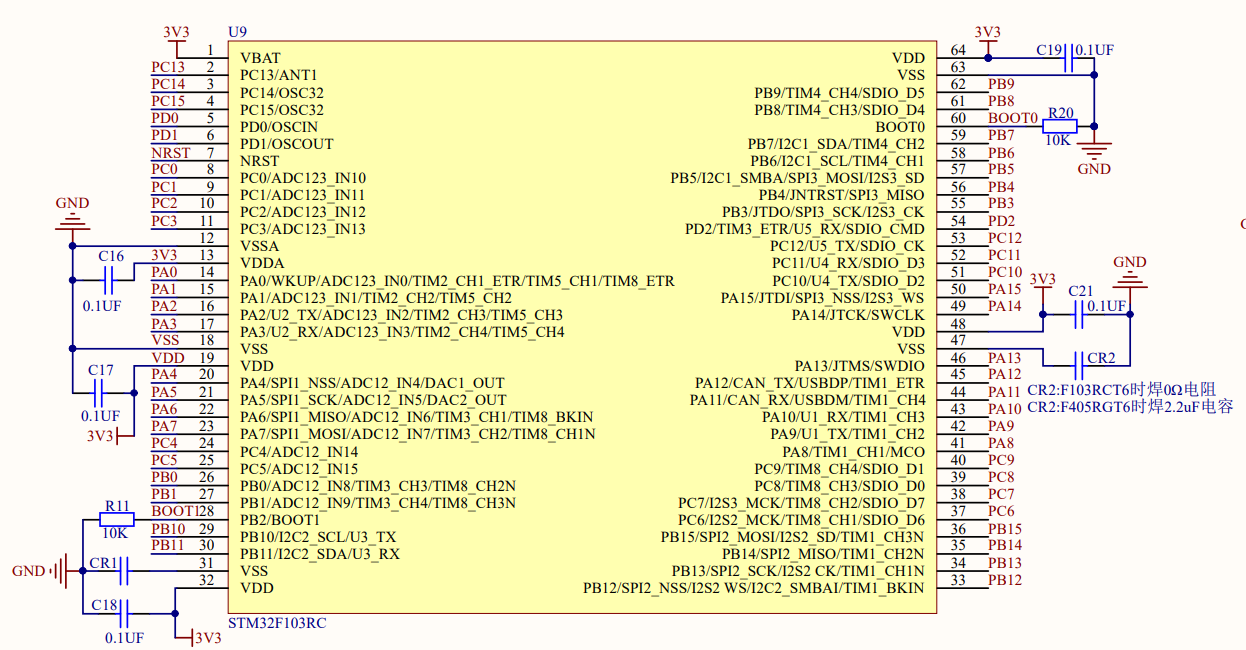 3V3
U9
3V3
1 VBAT
PC13 2 PC13/ANT1
PC14 3 PC14/OSC32
PC15 4 PC15/OSC32
PD0 5 PD0/OSCIN
PD1 6 PD1/OSCOUT
NRST 7 NRST
PC0 8 PC0/ADC123_IN10
PC1 9 PC1/ADC123_IN11
PC2 10 PC2/ADC123_IN12
PC3 11 PC3/ADC123_IN13
GND
12 VSSA
C16
0.1UF
3V3 13 VDDA
PA0 14 PA0/WKUP/ADC123_IN0/TIM2_CH1_ETR/TIM5_CH1/TIM8_ETR
PA1 15 PA1/ADC123_IN1/TIM2_CH2/TIM5_CH2
PA2 16 PA2/U2_TX/ADC123_IN2/TIM2_CH3/TIM5_CH3
PA3 17 PA3/U2_RX/ADC123_IN3/TIM2_CH4/TIM5_CH4
VSS 18 VSS
VDD 19 VDD
C17
0.1UF
3V3
PA4 20 PA4/SPI1_NSS/ADC12_IN4/DAC1_OUT
PA5 21 PA5/SPI1_SCK/ADC12_IN5/DAC2_OUT
PA6 22 PA6/SPI1_MISO/ADC12_IN6/TIM3_CH1/TIM8_BKIN
PA7 23 PA7/SPI1_MOSI/ADC12_IN7/TIM3_CH2/TIM8_CH1N
PC4 24 PC4/ADC12_IN14
PC5 25 PC5/ADC12_IN15
PB0 26 PB0/ADC12_IN8/TIM3_CH3/TIM8_CH2N
PB1 27 PB1/ADC12_IN9/TIM3_CH4/TIM8_CH3N
R11
10K
BOOT1 28 PB2/BOOT1
PB10 29 PB10/I2C2_SCL/U3_TX
PB11 30 PB11/I2C2_SDA/U3_RX
GND
CR1
31 VSS
32 VDD
C18
0.1UF
3V3
STM32F103RC
VDD 64
C19 0.1UF
VSS 63
PB9/TIM4_CH4/SDIO_D5 62 PB9
PB8/TIM4_CH3/SDIO_D4 61 PB8
BOOT0 60 BOOT0
R20
10K
GND
PB7/I2C1_SDA/TIM4_CH2 59 PB7
PB6/I2C1_SCL/TIM4_CH1 58 PB6
PB5/I2C1_SMBA/SPI3_MOSI/I2S3_SD 57 PB5
PB4/JNTRST/SPI3_MISO 56 PB4
PB3/JTDO/SPI3_SCK/I2S3_CK 55 PB3
PD2/TIM3_ETR/U5_RX/SDIO_CMD 54 PD2
PC12/U5_TX/SDIO_CK 53 PC12
PC11/U4_RX/SDIO_D3 52 PC11
PC10/U4_TX/SDIO_D2 51 PC10
PA15/JTDI/SPI3_NSS/I2S3_WS 50 PA15
PA14/JTCK/SWCLK 49 PA14
3V3
GND
C21
0.1UF
VDD 48
VSS 47
CR2
PA13/JTMS/SWDIO 46 PA13
PA12/CAN_TX/USBDP/TIM1_ETR 45 PA12
PA11/CAN_RX/USBDM/TIM1_CH4 44 PA11
CR2:F103RCT6时焊0Ω电阻
PA10/U1_RX/TIM1_CH3 43 PA10
CR2:F405RGT6时焊2.2uF电容
PA9/U1_TX/TIM1_CH2 42 PA9
PA8/TIM1_CH1/MCO 41 PA8
PC9/TIM8_CH4/SDIO_D1 40 PC9
PC8/TIM8_CH3/SDIO_D0 39 PC8
PC7/I2S3_MCK/TIM8_CH2/SDIO_D7 38 PC7
PC6/I2S2_MCK/TIM8_CH1/SDIO_D6 37 PC6
PB15/SPI2_MOSI/I2S2_SD/TIM1_CH3N 36 PB15
PB14/SPI2_MISO/TIM1_CH2N 35 PB14
PB13/SPI2_SCK/I2S2 CK/TIM1_CH1N 34 PB13
PB12/SPI2_NSS/I2S2 WS/I2C2_SMBAI/TIM1_BKIN 33 PB12